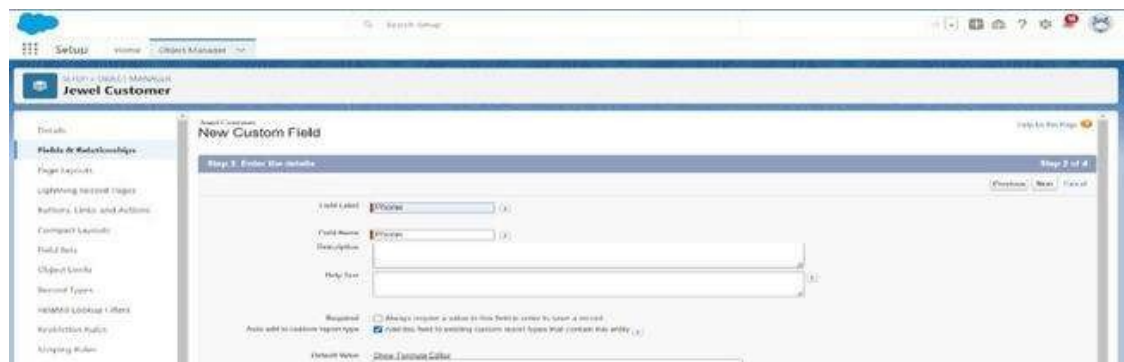 Search Setup
Setup Home Object Manager
SETUP > OBJECT MANAGER
Jewel Customer
Details
Fields & Relationships
Page Layouts
Lightning Record Pages
Buttons, Links, and Actions
Compact Layouts
Field Sets
Object Limits
Record Types
Related Lookup Filters
Restriction Rules
Scoping Rules
Jewel Customer
New Custom Field
Help for this Page
Step 2. Enter the details
Step 2 of 4
Previous Next Cancel
Field Label Phone
Field Name Phone
Description
Help Text
Required Always require a value in this field in order to save a record
Auto add to custom report type Add this field to existing custom report types that contain this entity
Default Value Show Formula Editor